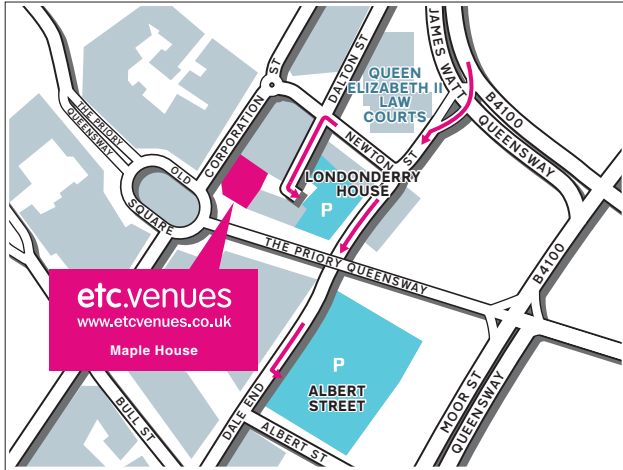 DALTON ST
JAMES WATT
QUEENSWAY
B4100
QUEEN
ELIZABETH II
LAW
COURTS
CORPORATION ST
THE PRIORY
QUEENSWAY
NEWTON ST
OLD
SQUARE
LONDONDERRY
HOUSE
P
THE PRIORY QUEENSWAY
B4100
etc.venues
www.etcvenues.co.uk
Maple House
P
ALBERT
STREET
BULL ST
DALE END
ALBERT ST
MOOR ST
QUEENSWAY